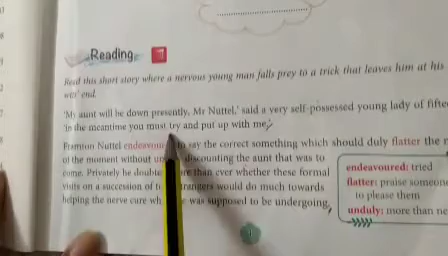 Reading
Read this short story where a nervous young man falls prey to a trick that leaves him at his
wits' end.
'My aunt will be down presently, Mr Nuttel,' said a very self-possessed young lady of fifte
'in the meantime you must try and put up with me.'
Framton Nuttel endeavour to say the correct something which should duly flatter the
of the moment without un discounting the aunt that was to
come. Privately he doubte than ever whether these formal
visits on a succession of to strangers would do much towards
helping the nerve cure wh he was supposed to be undergoing.
endeavoured: tried
flatter: praise someone
to please them
unduly: more than ne